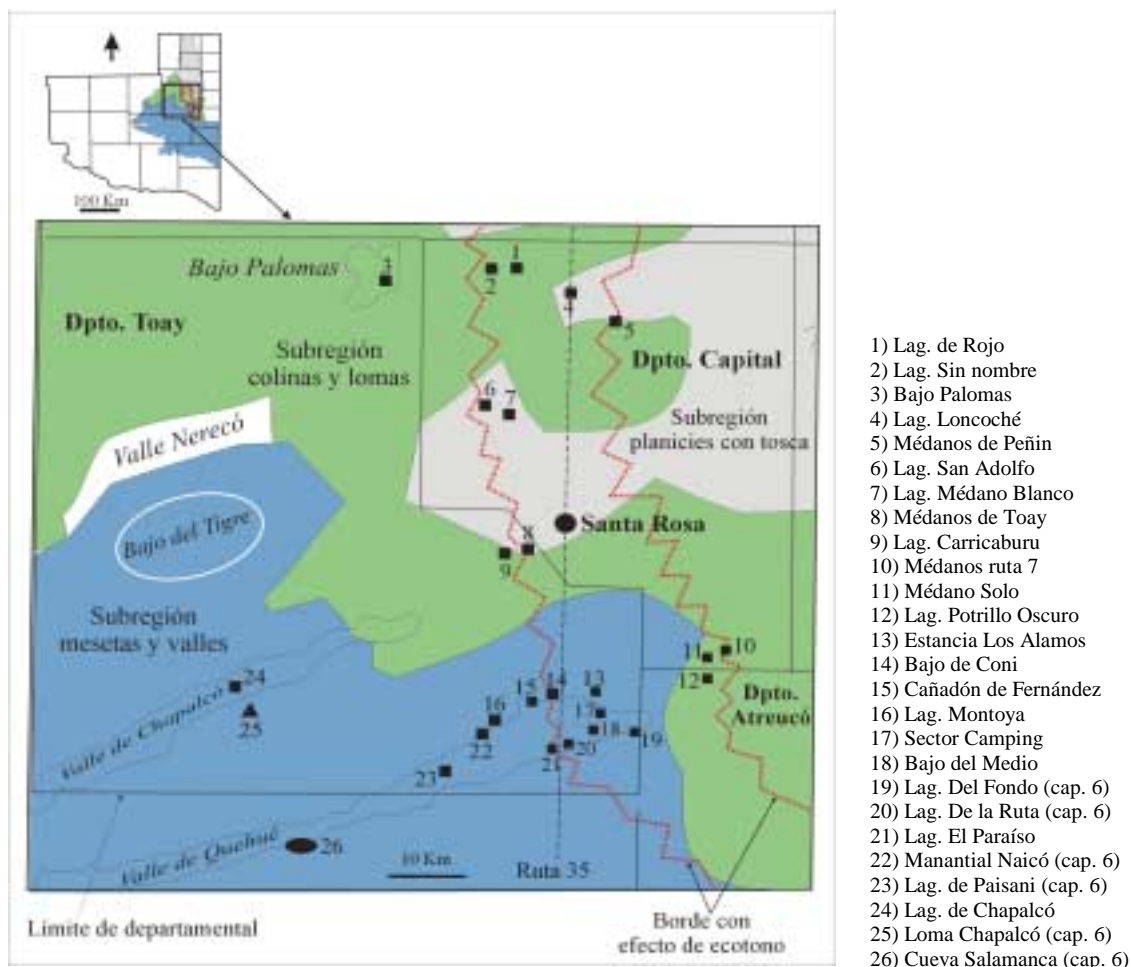 100 Km
Bajo Palomas
3
2
1
4
5
Dpto. Toay
Subregión
colinas y lomas
Dpto. Capital
6
7
Subregión
planicies con tosca
Valle Nerecó
Bajo del Tigre
Santa Rosa
8
9
Subregión
mesetas y valles
11
10
12
Dpto.
Atreucó
Valle de Chapalcó
24
25
15
14
13
16
17
22
18
19
20
21
23
Valle de Quehué
26
10 Km
Ruta 35
Límite de departamental
Borde con
efecto de ecotono
1) Lag. de Rojo
2) Lag. Sin nombre
3) Bajo Palomas
4) Lag. Loncoché
5) Médanos de Peñin
6) Lag. San Adolfo
7) Lag. Médano Blanco
8) Médanos de Toay
9) Lag. Carricaburu
10) Médanos ruta 7
11) Médano Solo
12) Lag. Potrillo Oscuro
13) Estancia Los Alamos
14) Bajo de Coni
15) Cañadón de Fernández
16) Lag. Montoya
17) Sector Camping
18) Bajo del Medio
19) Lag. Del Fondo (cap. 6)
20) Lag. De la Ruta (cap. 6)
21) Lag. El Paraíso
22) Manantial Naicó (cap. 6)
23) Lag. de Paisani (cap. 6)
24) Lag. de Chapalcó
25) Loma Chapalcó (cap. 6)
26) Cueva Salamanca (cap. 6)